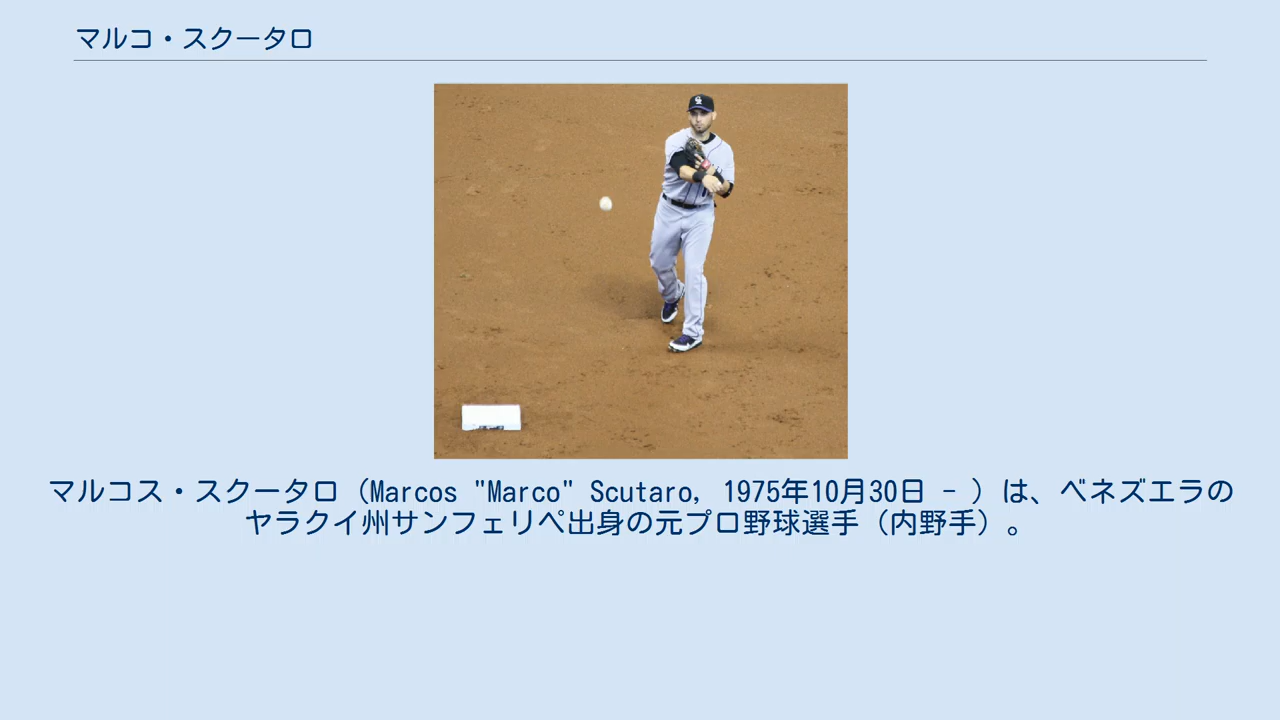 マルコ・スクータロ
マルコス・スクータロ（Marcos "Marco" Scutaro, 1975年10月30日 - ）は、ベネズエラの
ヤラクイ州サンフェリペ出身の元プロ野球選手（内野手）。